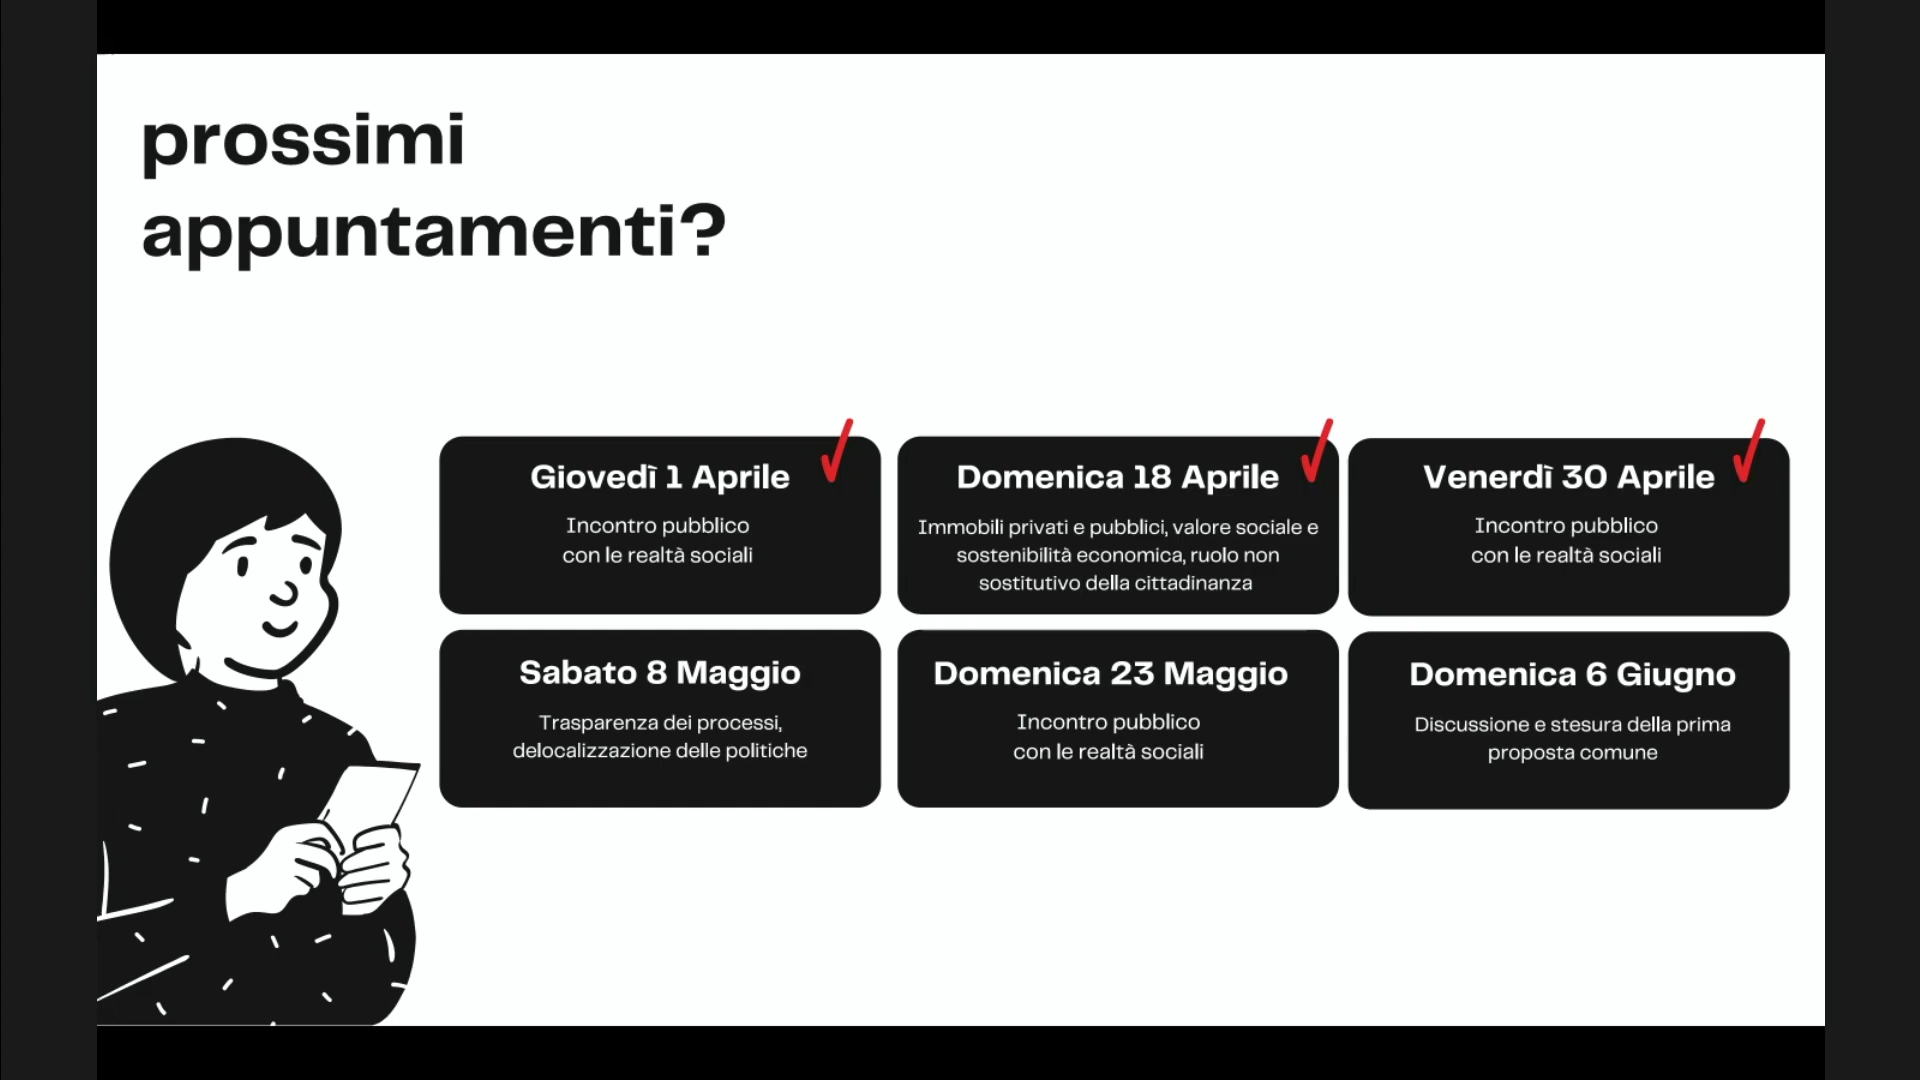 prossimi
appuntamenti?
Giovedì 1 Aprile
Incontro pubblico
con le realtà sociali
Domenica 18 Aprile
Immobili privati e pubblici, valore sociale e
sostenibilità economica, ruolo non
sostitutivo della cittadinanza
Venerdì 30 Aprile
Incontro pubblico
con le realtà sociali
Sabato 8 Maggio
Trasparenza dei processi,
delocalizzazione delle politiche
Domenica 23 Maggio
Incontro pubblico
con le realtà sociali
Domenica 6 Giugno
Discussione e stesura della prima
proposta comune